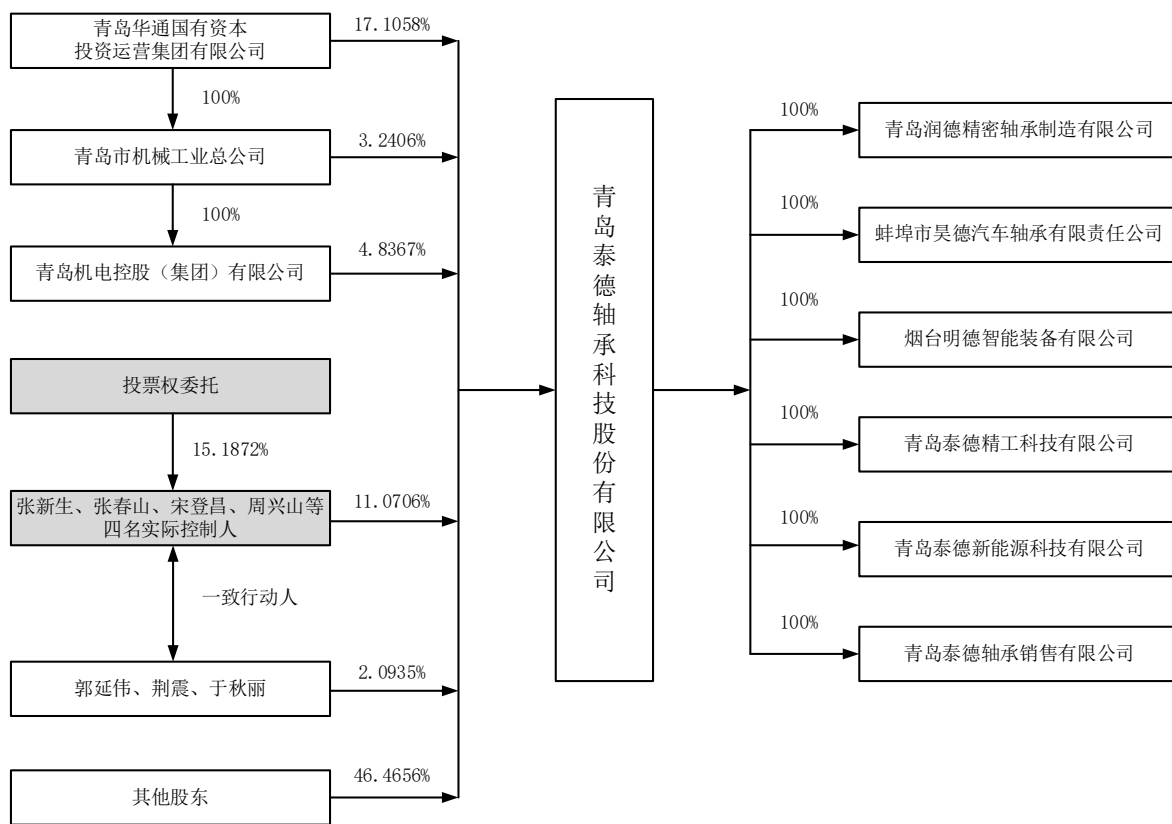 青岛华通国有资本
投资运营集团有限公司
17.1058%
100%
青岛市机械工业总公司
3.2406%
100%
青岛机电控股（集团）有限公司
4.8367%
投票权委托
15.1872%
张新生、张春山、宋登昌、周兴山等
四名实际控制人
11.0706%
一致行动人
郭延伟、荆震、于秋丽
2.0935%
其他股东
46.4656%
青岛泰德轴承科技股份有限公司
100%
青岛润德精密轴承制造有限公司
100%
蚌埠市昊德汽车轴承有限责任公司
100%
烟台明德智能装备有限公司
100%
青岛泰德精工科技有限公司
100%
青岛泰德新能源科技有限公司
100%
青岛泰德轴承销售有限公司